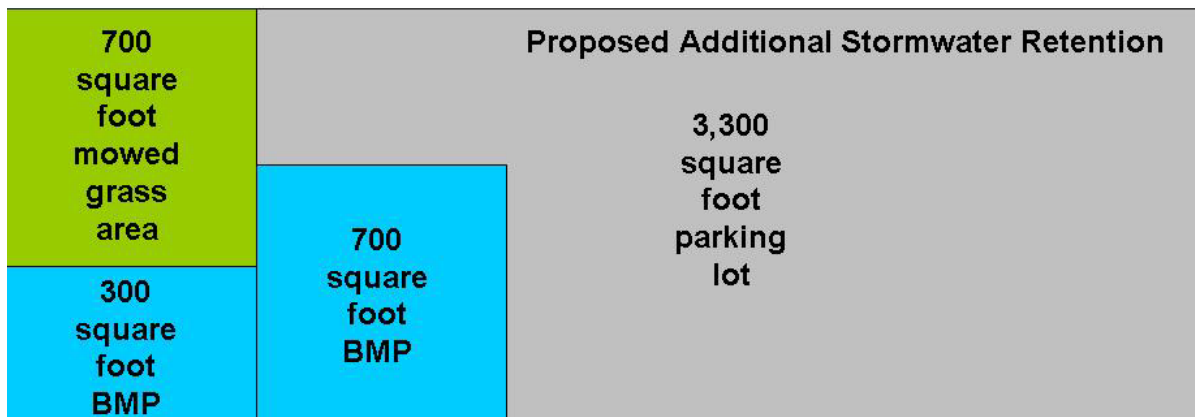 Proposed Additional Stormwater Retention
700
square
foot
mowed
grass
area
300
square
foot
BMP
700
square
foot
BMP
3,300
square
foot
parking
lot